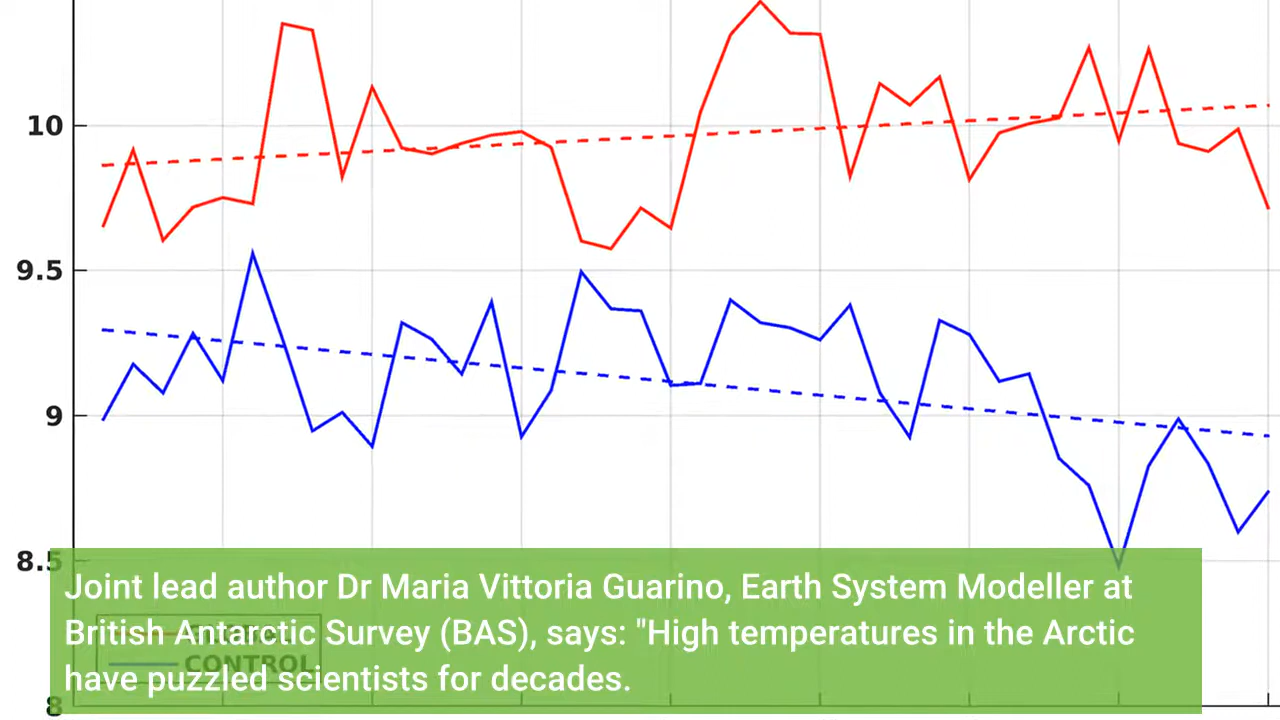 10
9.5
9
8.5
Joint lead author Dr Maria Vittoria Guarino, Earth System Modeller at
British Antarctic Survey (BAS), says: "High temperatures in the Arctic
CONTROL
have puzzled scientists for decades.
8